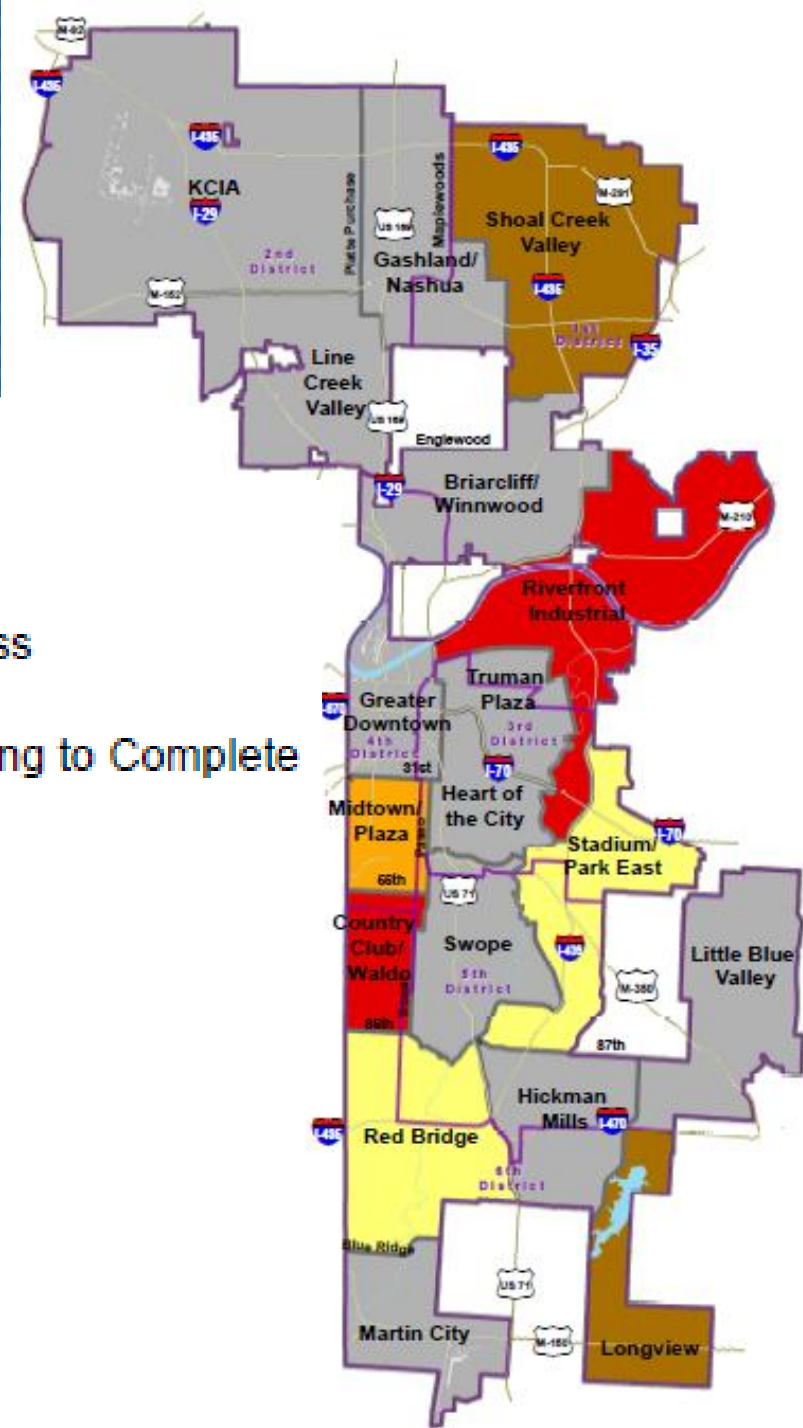 M-92
I-435
I-435
I-435
KCIA
I-29
Platte Purchase
US 169
Maplewoods
M-291
Shoal Creek
Valley
2nd
District
Gashland/
Nashua
I-435
M-152
1st
District
I-35
Line
Creek
Valley
US 169
Englewood
I-29
Briarcliff/
Winnwood
M-210
Riverfront
Industrial
ss
Truman
Plaza
I-670
Greater
Downtown
3rd
District
4th
District
ng to Complete
31st
I-70
Midtown/
Plaza
Paseo
Heart of
the City
I-70
Stadium/
Park East
66th
US 71
Country
Club/
Waldo
Swope
I-435
Little Blue
Valley
5th
District
M-350
85th
87th
Hickman
Mills
I-470
I-435
Red Bridge
6th
District
Blue Ridge
US 71
Martin City
M-150
Longview